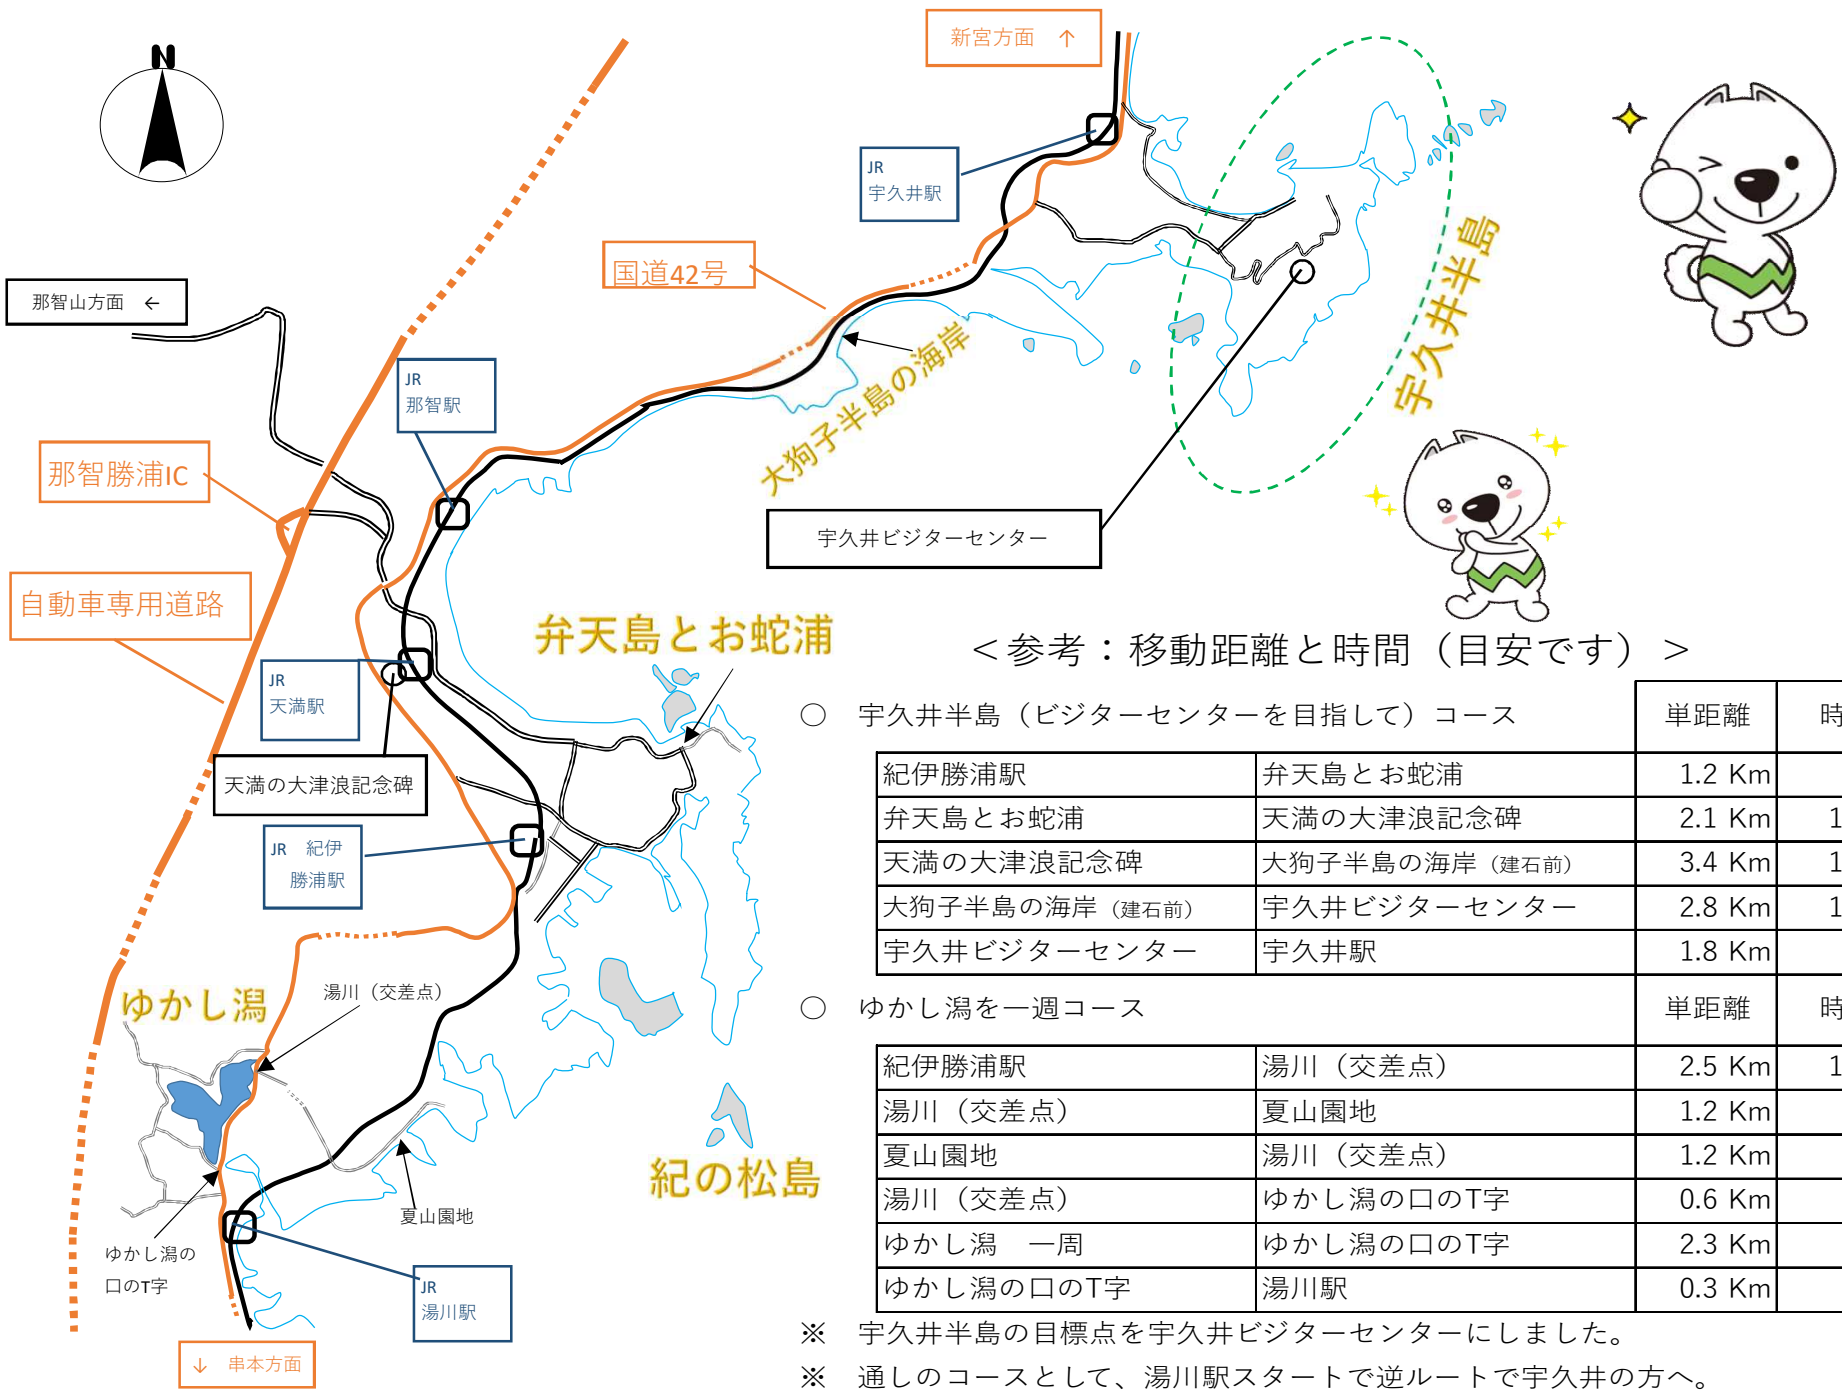 N
新宮方面 ↑
JR
宇久井駅
国道42号
那智山方面 ←
宇久井半島
JR
那智駅
大狗子半島の海岸
那智勝浦IC
宇久井ビジターセンター
自動車専用道路
弁天島とお蛇浦
JR
天満駅
天満の大津浪記念碑
JR 紀伊
勝浦駅
ゆかし潟
湯川（交差点）
紀の松島
夏山園地
ゆかし潟の
口のT字
JR
湯川駅
↓ 串本方面
＜参考：移動距離と時間（目安です）＞
○ 宇久井半島（ビジターセンターを目指して）コース 単距離 時
紀伊勝浦駅 弁天島とお蛇浦 1.2 Km
弁天島とお蛇浦 天満の大津浪記念碑 2.1 Km 1
天満の大津浪記念碑 大狗子半島の海岸（建石前） 3.4 Km 1
大狗子半島の海岸（建石前） 宇久井ビジターセンター 2.8 Km 1
宇久井ビジターセンター 宇久井駅 1.8 Km
○ ゆかし潟を一週コース 単距離 時
紀伊勝浦駅 湯川（交差点） 2.5 Km 1
湯川（交差点） 夏山園地 1.2 Km
夏山園地 湯川（交差点） 1.2 Km
湯川（交差点） ゆかし潟の口のT字 0.6 Km
ゆかし潟 一周 ゆかし潟の口のT字 2.3 Km
ゆかし潟の口のT字 湯川駅 0.3 Km
※ 宇久井半島の目標点を宇久井ビジターセンターにしました。
※ 通しのコースとして、湯川駅スタートで逆ルートで宇久井の方へ。